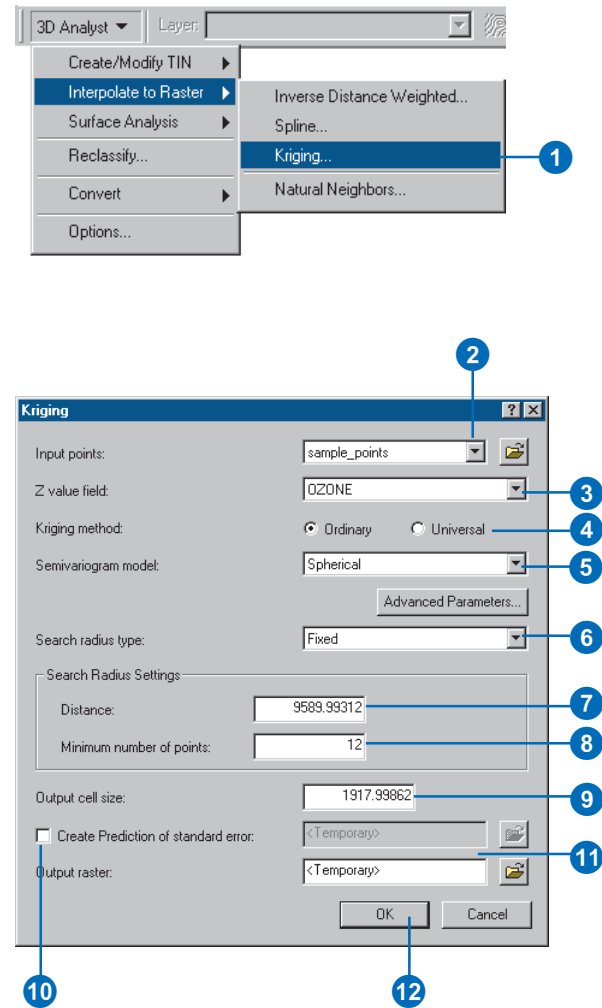 3D Analyst
Layer:
Create/Modify TIN
Interpolate to Raster
Inverse Distance Weighted...
Surface Analysis
Spline...
Reclassify...
Kriging...
1
Convert
Natural Neighbors...
Options...
2
Kriging
Input points:
sample_points
Z value field:
OZONE
3
Kriging method:
Ordinary
Universal
4
Semivariogram model:
Spherical
5
Advanced Parameters...
Search radius type:
Fixed
6
Search Radius Settings
Distance:
9589.99312
7
Minimum number of points:
12
8
Output cell size:
1917.99862
9
Create Prediction of standard error:
<Temporary>
11
Output raster:
<Temporary>
OK
Cancel
10
12